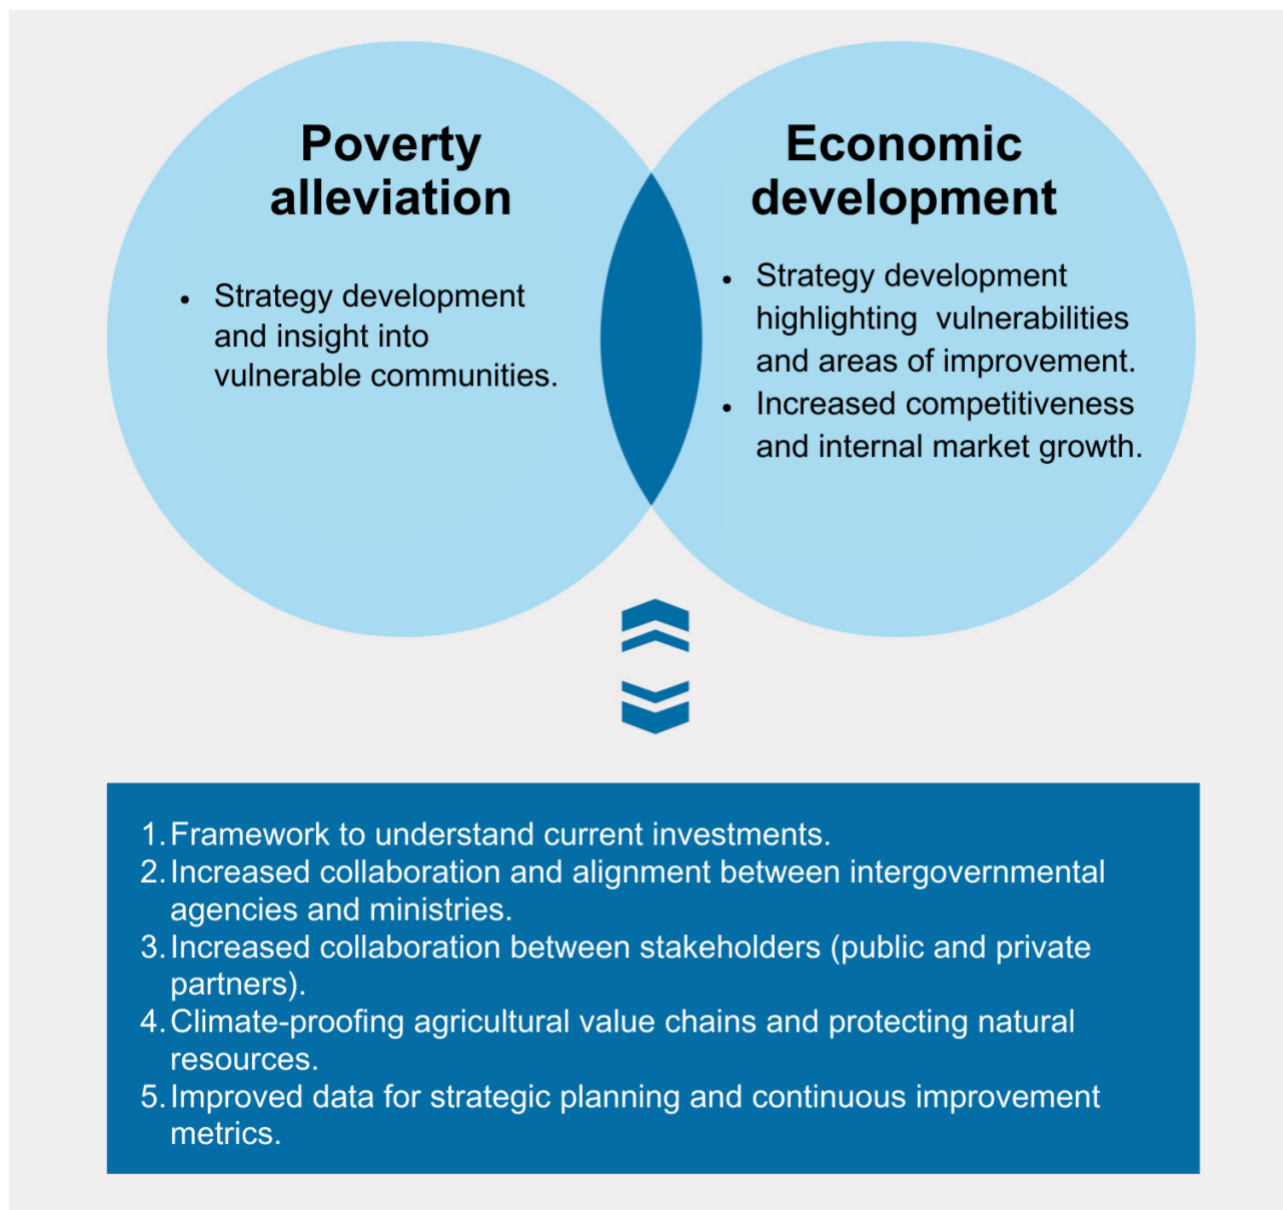 Poverty
alleviation
• Strategy development
and insight into
vulnerable communities.
Economic
development
• Strategy development
highlighting vulnerabilities
and areas of improvement.
• Increased competitiveness
and internal market growth.
1. Framework to understand current investments.
2. Increased collaboration and alignment between intergovernmental
agencies and ministries.
3. Increased collaboration between stakeholders (public and private
partners).
4. Climate-proofing agricultural value chains and protecting natural
resources.
5. Improved data for strategic planning and continuous improvement
metrics.